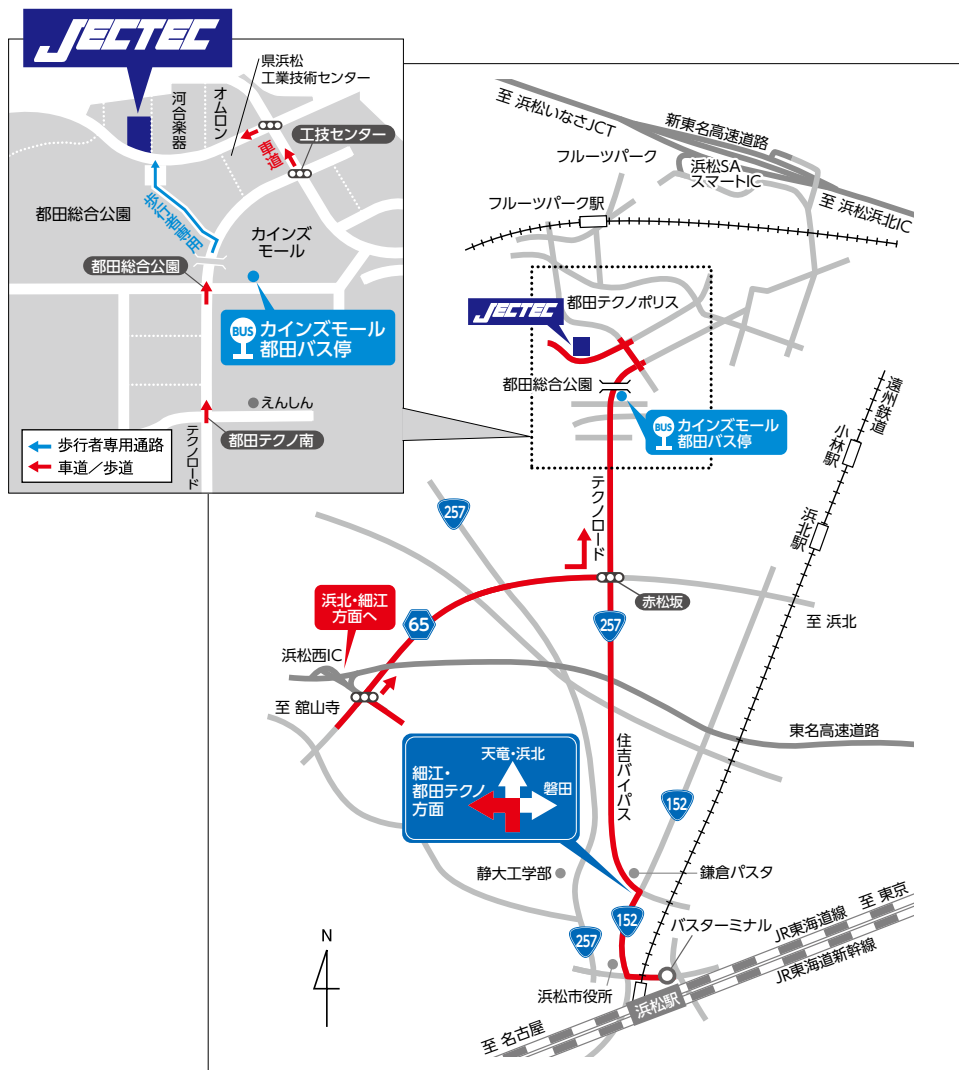 JECTEC
県浜松
工業技術センター
オムロン
河合楽器
工技センター
車道
都田総合公園
歩行者専用
カインズ
モール
都田総合公園
BUS
カインズモール
都田バス停
えんしん
都田テクノ南
テクノロード
歩行者専用通路
車道／歩道
至 浜松いなさJCT
新東名高速道路
フルーツパーク
浜松SA
スマートIC
フルーツパーク駅
至 浜松浜北IC
都田テクノポリス
JECTEC
都田総合公園
BUS
カインズモール
都田バス停
遠州鉄道
小林駅
浜北駅
テクノロード
257
赤松坂
浜北・細江
方面へ
65
257
至 浜北
浜松西IC
至 舘山寺
東名高速道路
住吉バイパス
天竜・浜北
細江・
都田テクノ
方面
磐田
152
静大工学部
鎌倉パスタ
152
257
バスターミナル
JR東海道線
至 東京
JR東海道新幹線
浜松市役所
浜松駅
至 名古屋
N